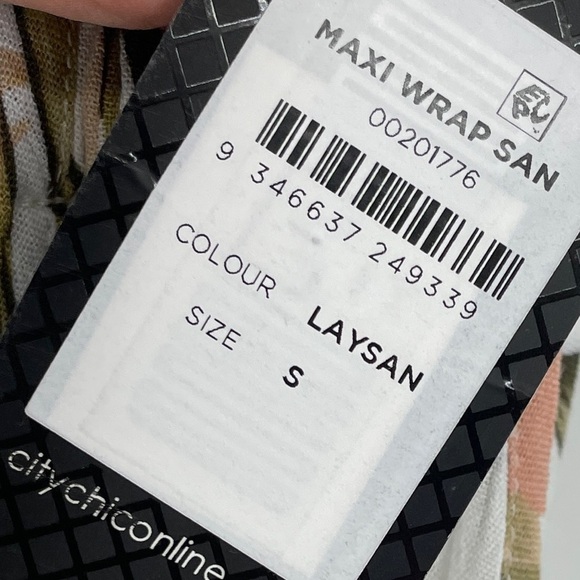 MAXI WRAP SAN
00201776
9 346637 249339
COLOUR LAYSAN
SIZE S
citychiconline